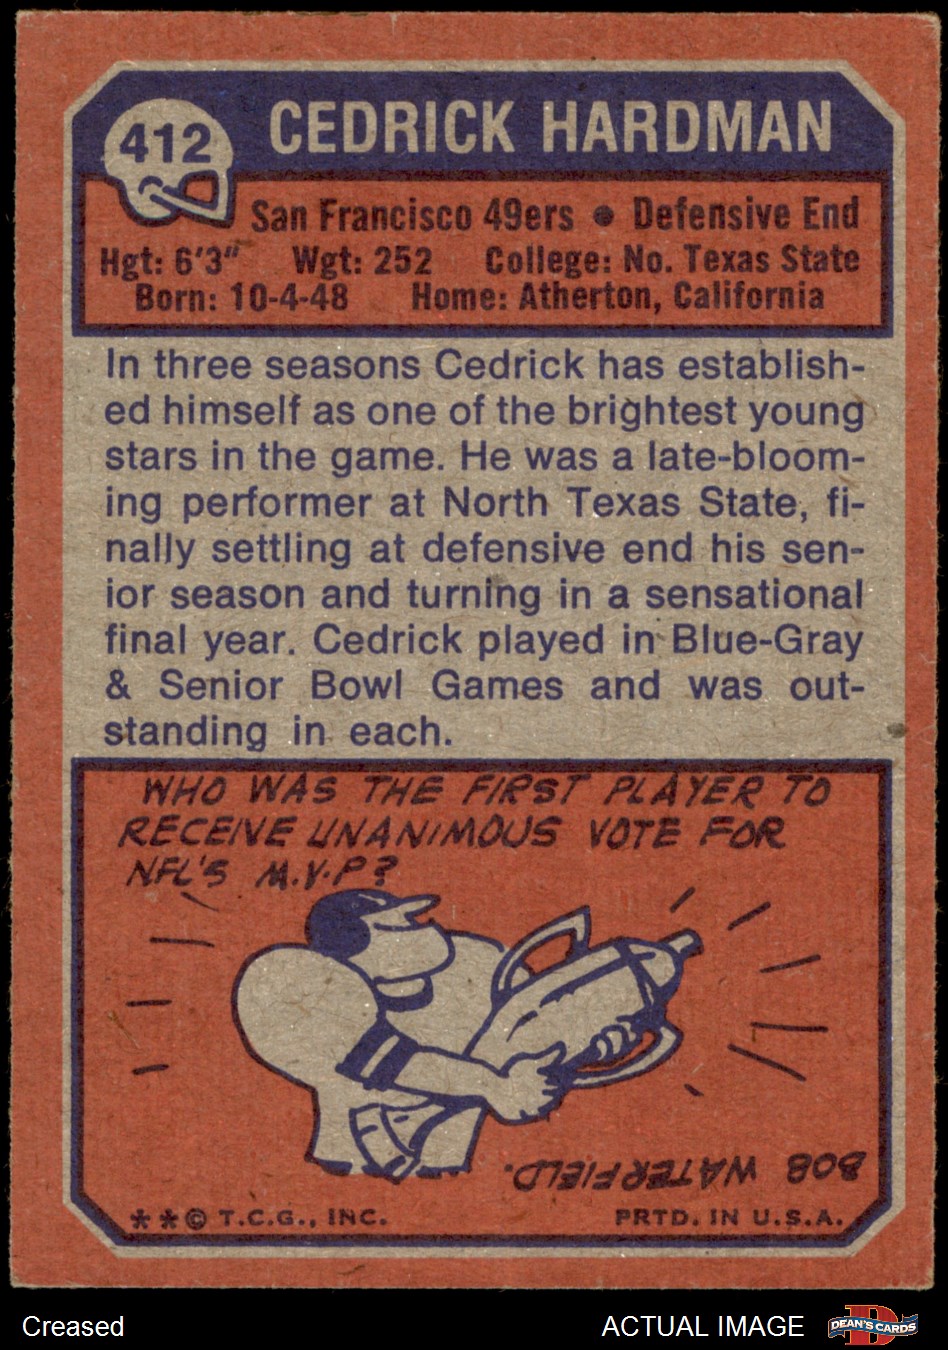 412
CEDRICK HARDMAN
San Francisco 49ers • Defensive End
Hgt: 6'3" Wgt: 252 College: No. Texas State
Born: 10-4-48 Home: Atherton, California
In three seasons Cedrick has establish-
ed himself as one of the brightest young
stars in the game. He was a late-bloom-
ing performer at North Texas State, fi-
nally settling at defensive end his sen-
ior season and turning in a sensational
final year. Cedrick played in Blue-Gray
& Senior Bowl Games and was out-
standing in each.
WHO WAS THE FIRST PLAYER TO
RECEIVE UNANIMOUS VOTE FOR
NFL'S M.V.P?
BOB WATERFIELD.
**© T.C.G., INC. PRTD. IN U.S.A.
Creased ACTUAL IMAGE DEAN'S CARDS